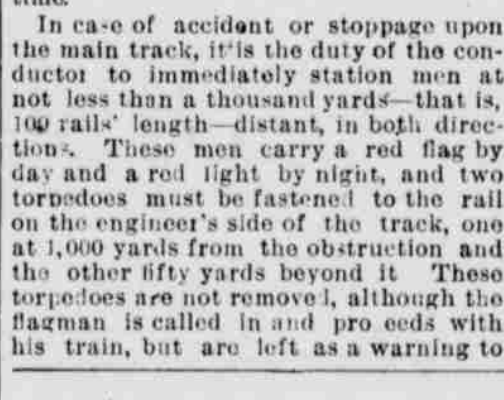 In case of accident or stoppage upon
the main track, it is the duty of the con-
ductor to immediately station men at
not less than a thousand yards—that is,
100 rails' length—distant, in both direc-
tions. These men carry a red flag by
day and a red light by night, and two
torpedoes must be fastened to the rail
on the engineer's side of the track, one
at 1,000 yards from the obstruction and
the other fifty yards beyond it These
torpedoes are not removed, although the
flagman is called in and pro eeds with
his train, but are left as a warning to